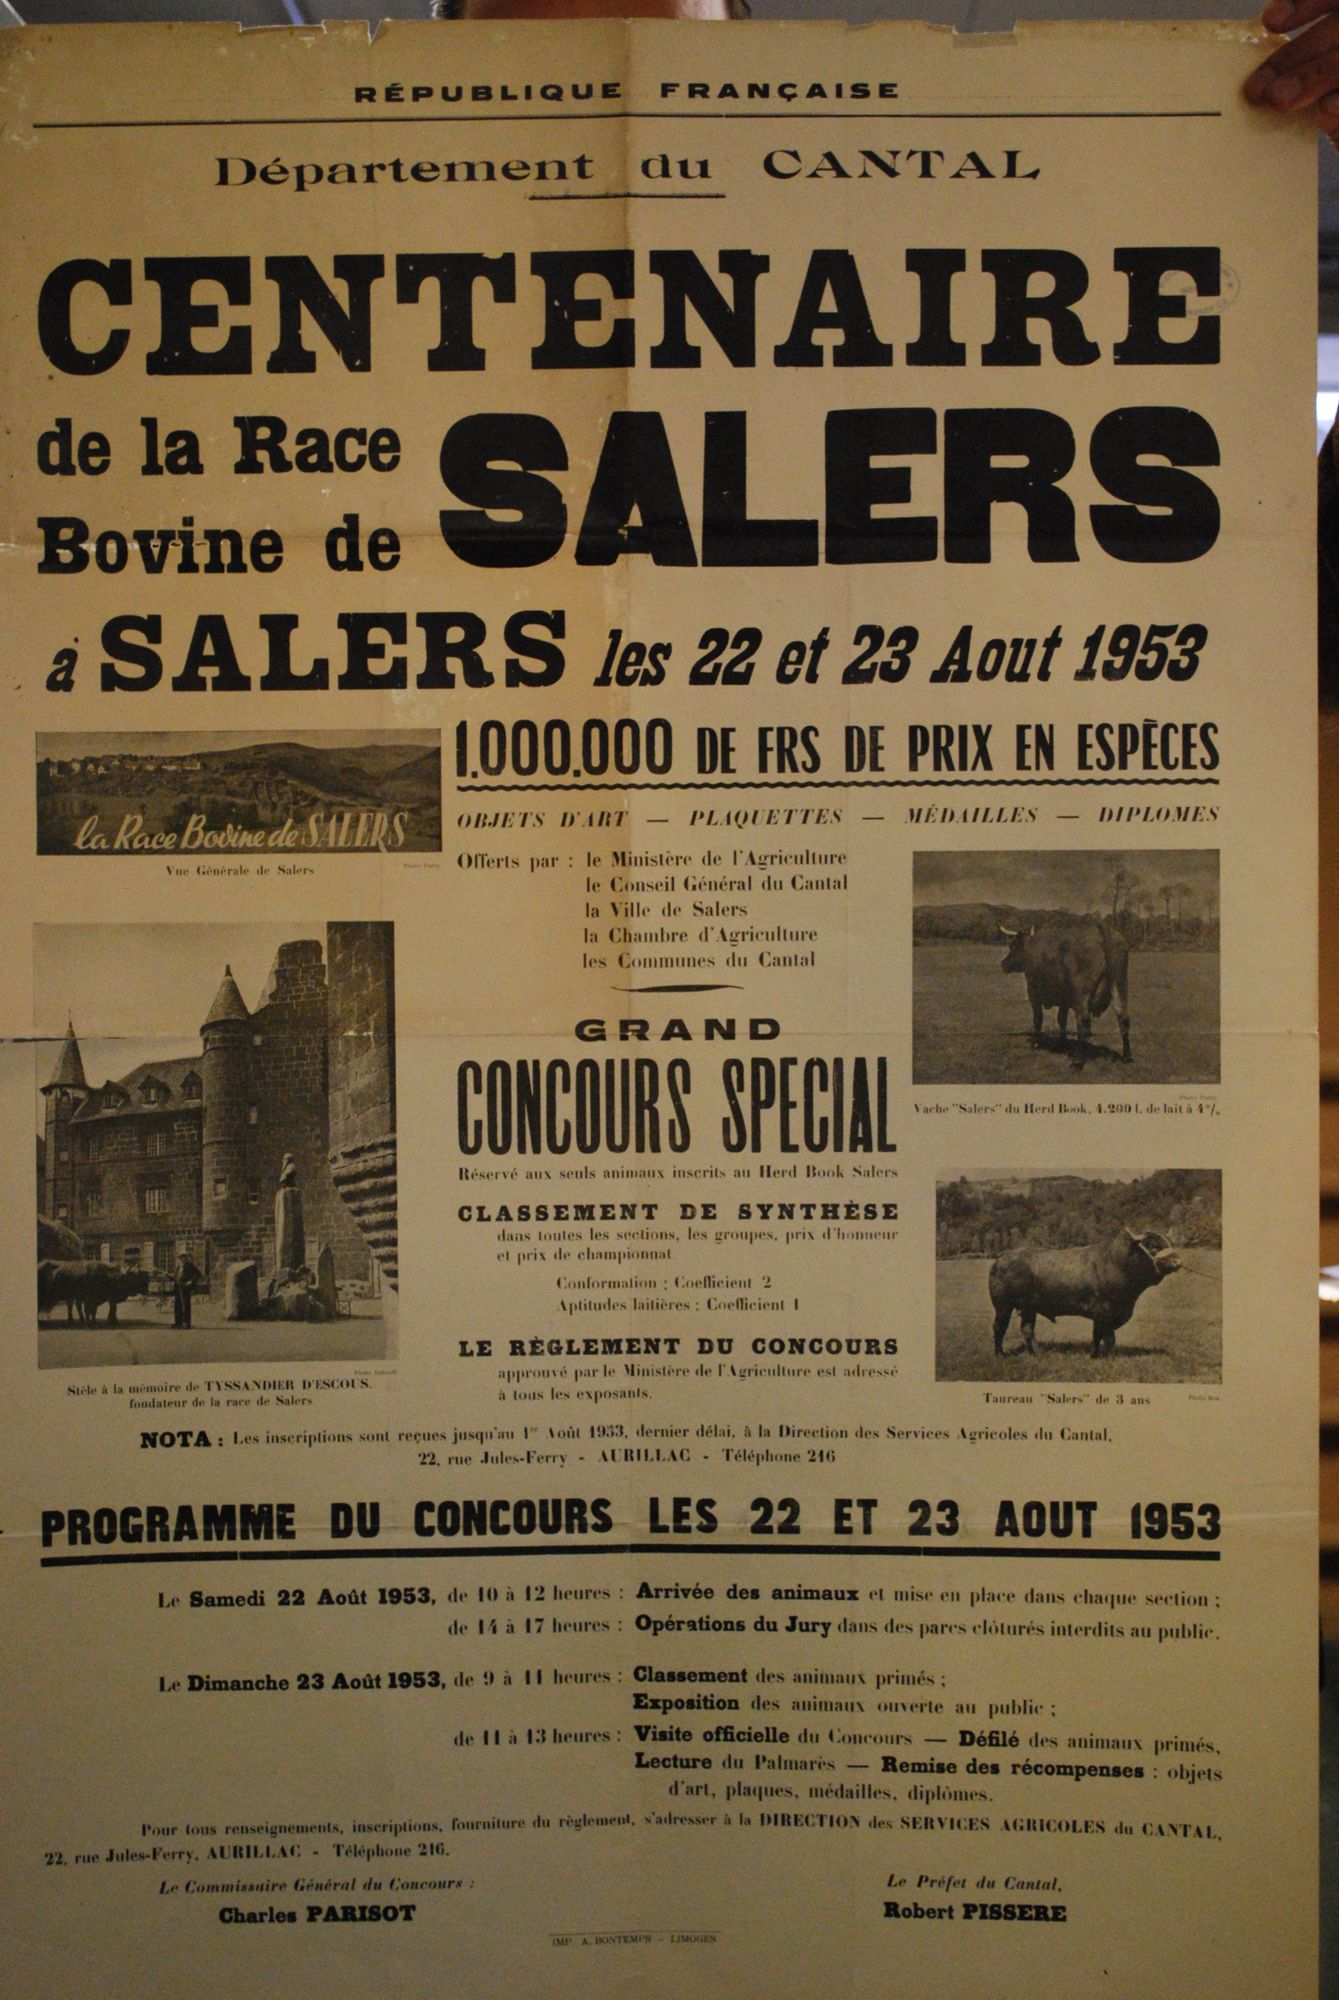 RÉPUBLIQUE FRANÇAISE
Département du CANTAL
CENTENAIRE
de la Race
Bovine de
SALERS
à SALERS les 22 et 23 Aout 1953
1.000.000 DE FRS DE PRIX EN ESPÈCES
OBJETS D'ART — PLAQUETTES — MÉDAILLES — DIPLOMES
la Race Bovine de SALERS
Vue Générale de Salers
Offerts par : le Ministère de l'Agriculture
le Conseil Général du Cantal
la Ville de Salers
la Chambre d'Agriculture
les Communes du Cantal
GRAND
CONCOURS SPECIAL
Réservé aux seuls animaux inscrits au Herd Book Salers
CLASSEMENT DE SYNTHÈSE
dans toutes les sections, les groupes, prix d'honneur
et prix de championnat
Conformation : Coefficient 2
Aptitudes laitières : Coefficient 1
LE RÈGLEMENT DU CONCOURS
approuvé par le Ministère de l'Agriculture est adressé
à tous les exposants.
Vache "Salers" du Herd Book, 4.200 l. de lait à 4 %.
Taureau "Salers" de 3 ans
Stèle à la mémoire de TYSSANDIER D'ESCOUS.
fondateur de la race de Salers
NOTA : Les inscriptions sont reçues jusqu'au 1er Août 1953, dernier délai, à la Direction des Services Agricoles du Cantal,
22, rue Jules-Ferry - AURILLAC - Téléphone 216
PROGRAMME DU CONCOURS LES 22 ET 23 AOUT 1953
Le Samedi 22 Août 1953, de 10 à 12 heures : Arrivée des animaux et mise en place dans chaque section ;
de 14 à 17 heures : Opérations du Jury dans des parcs clôturés interdits au public.
Le Dimanche 23 Août 1953, de 9 à 11 heures : Classement des animaux primés ;
Exposition des animaux ouverte au public ;
de 11 à 13 heures : Visite officielle du Concours — Défilé des animaux primés,
Lecture du Palmarès — Remise des récompenses : objets
d'art, plaques, médailles, diplômes.
Pour tous renseignements, inscriptions, fourniture du règlement, s'adresser à la DIRECTION des SERVICES AGRICOLES du CANTAL,
22, rue Jules-Ferry, AURILLAC - Téléphone 216.
Le Commissaire Général du Concours :
Charles PARISOT
Le Préfet du Cantal,
Robert PISSERE
IMP. A. BONTEMPS - LIMOGES